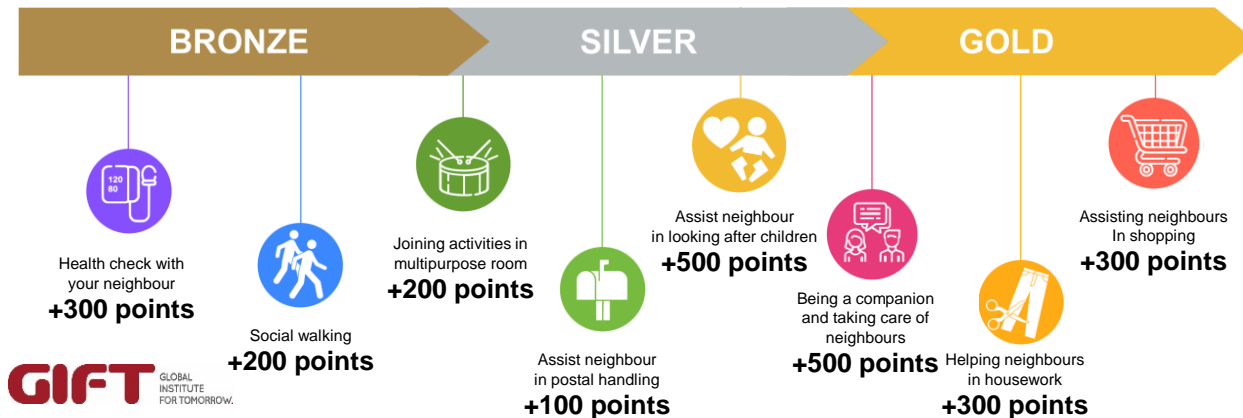 BRONZE
SILVER
GOLD
120
80
Health check with
your neighbour
+300 points
Social walking
+200 points
Joining activities in
multipurpose room
+200 points
Assist neighbour
in postal handling
+100 points
Assist neighbour
in looking after children
+500 points
Being a companion
and taking care of
neighbours
+500 points
Helping neighbours
in housework
+300 points
Assisting neighbours
In shopping
+300 points
GIFT
GLOBAL
INSTITUTE
FOR TOMORROW.